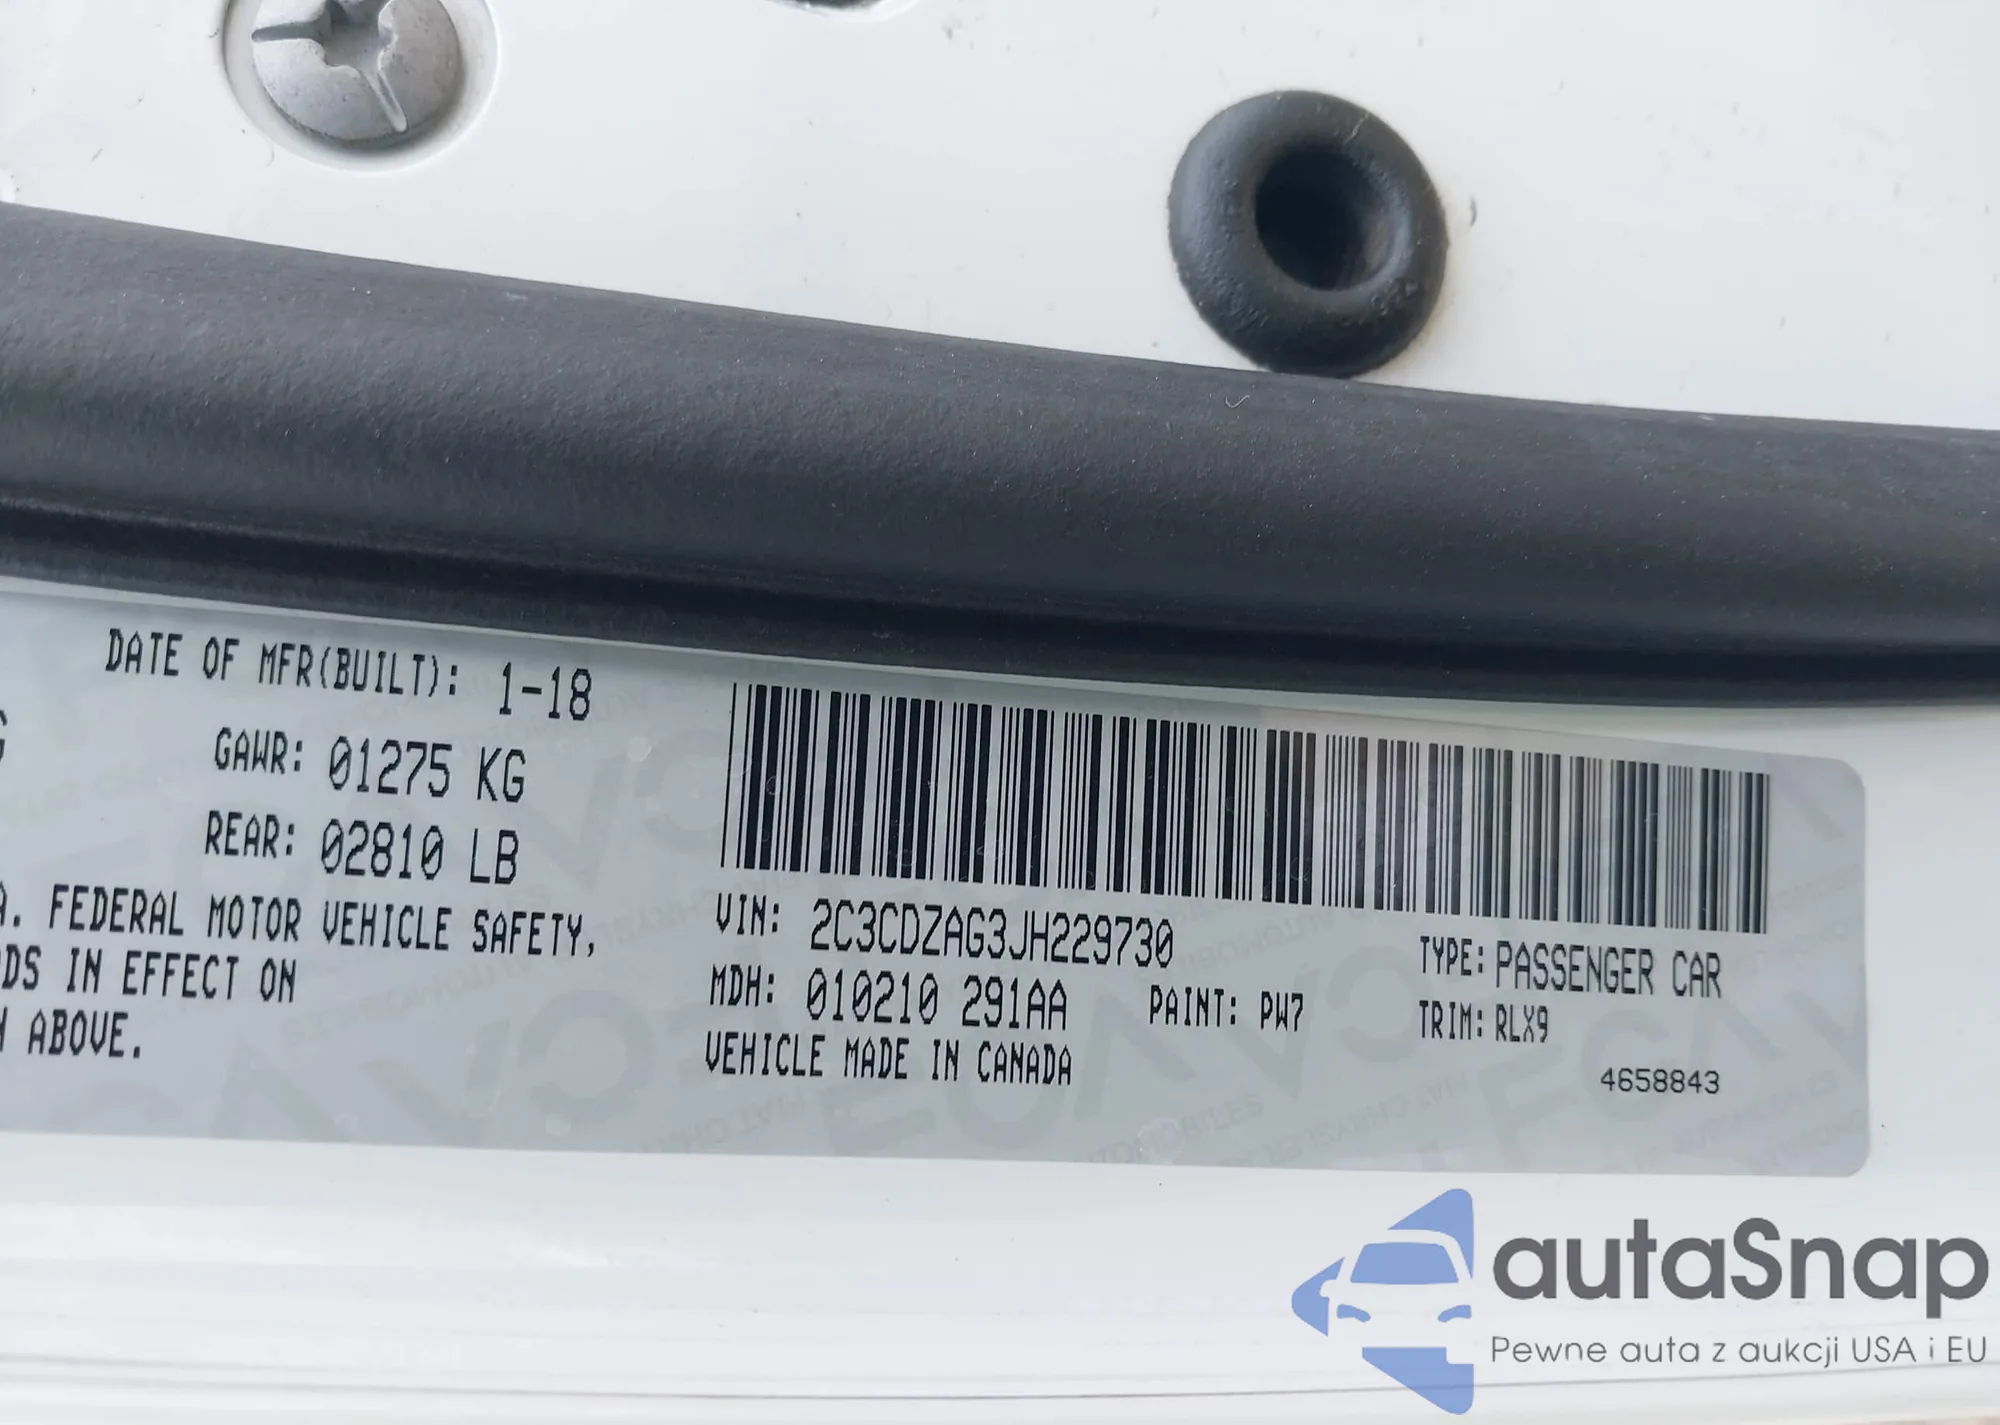 DATE OF MFR(BUILT): 1-18
G
GAWR: 01275 KG
REAR: 02810 LB
A. FEDERAL MOTOR VEHICLE SAFETY,
DS IN EFFECT ON
ABOVE.
VIN: 2C3CDZAG3JH229730
TYPE: PASSENGER CAR
MDH: 010210 291AA
PAINT: PW7
TRIM: RLX9
VEHICLE MADE IN CANADA
4658843
autaSnap
Pewne auta z aukcji USA i EU